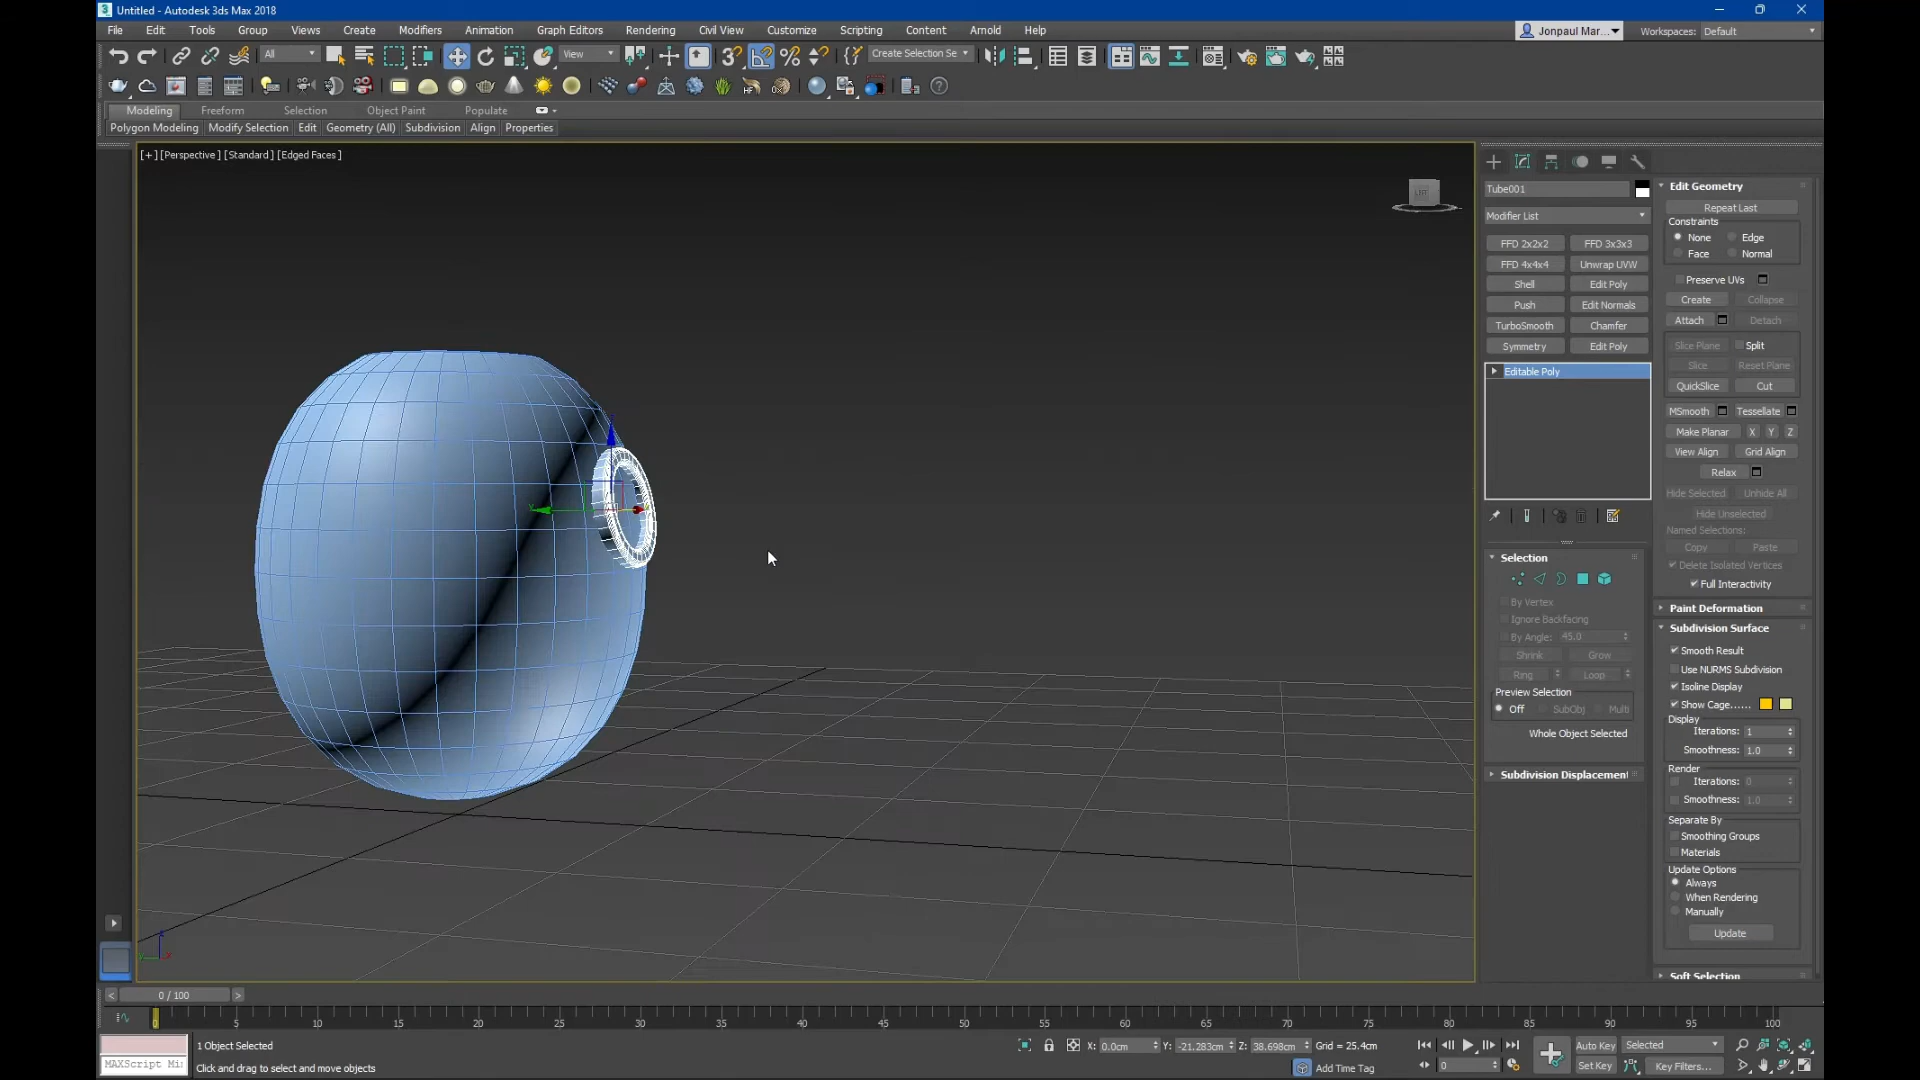 Untitled - Autodesk 3ds Max 2018
File Edit Tools Group Views Create Modifiers Animation Graph Editors Rendering Civil View Customize Scripting Content Arnold Help
Jonpaul Mar... Workspaces: Default
All View Create Selection Se
Modeling Freeform Selection Object Paint Populate
Polygon Modeling Modify Selection Edit Geometry (All) Subdivision Align Properties
[+] [Perspective] [Standard] [Edged Faces]
Tube001
Modifier List
FFD 2x2x2 FFD 3x3x3
FFD 4x4x4 Unwrap UVW
Shell Edit Poly
Push Edit Normals
TurboSmooth Chamfer
Symmetry Edit Poly
Editable Poly
Selection
By Vertex
Ignore Backfacing
By Angle: 45.0
Shrink Grow
Ring Loop
Preview Selection
Off SubObj Multi
Whole Object Selected
Subdivision Displacement
Edit Geometry
Repeat Last
Constraints
None Edge
Face Normal
Preserve UVs
Create Collapse
Attach Detach
Slice Plane Split
Slice Reset Plane
QuickSlice Cut
MSmooth Tessellate
Make Planar X Y Z
View Align Grid Align
Relax
Hide Selected Unhide All
Hide Unselected
Named Selections:
Copy Paste
Delete Isolated Vertices
Full Interactivity
Paint Deformation
Subdivision Surface
Smooth Result
Use NURMS Subdivision
Isoline Display
Show Cage......
Display
Iterations: 1
Smoothness: 1.0
Render
Iterations: 0
Smoothness: 1.0
Separate By
Smoothing Groups
Materials
Update Options
Always
When Rendering
Manually
Update
Soft Selection
0 / 100
0 5 10 15 20 25 30 35 40 45 50 55 60 65 70 75 80 85 90 95 100
1 Object Selected X: 0.0cm Y: -21.283cm Z: 38.698cm Grid = 25.4cm Auto Key Selected
MAXScript Mi: Click and drag to select and move objects Add Time Tag 0 Set Key Key Filters...